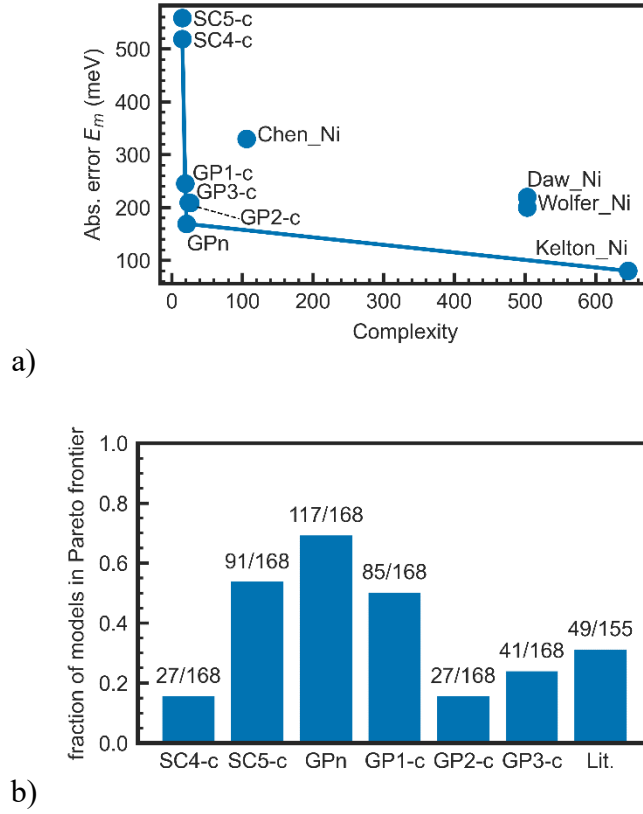 SC5-c
SC4-c
500
400
300
200
100
Abs. error Eₘ (meV)
Chen_Ni
GP1-c
GP3-c
GP2-c
GPn
Daw_Ni
Wolfer_Ni
Kelton_Ni
0 100 200 300 400 500 600
Complexity
a)
fraction of models in Pareto frontier
1.0
0.8
0.6
0.4
0.2
0.0
27/168
91/168
117/168
85/168
27/168
41/168
49/155
SC4-c SC5-c GPn GP1-c GP2-c GP3-c Lit.
b)